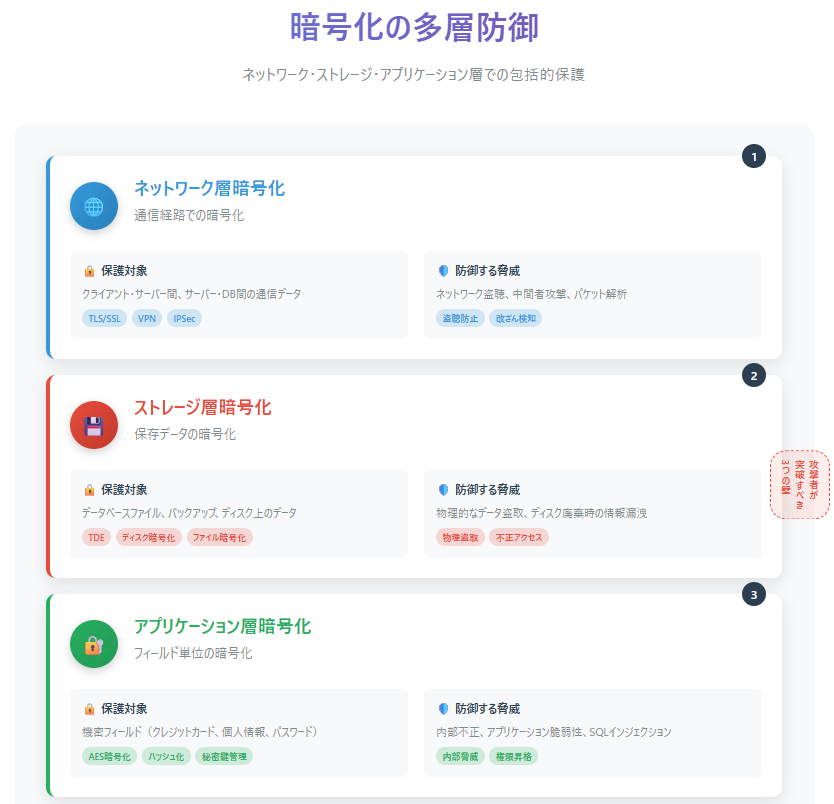 暗号化の多層防御
ネットワーク・ストレージ・アプリケーション層での包括的保護
1
ネットワーク層暗号化
通信経路での暗号化
保護対象
クライアント・サーバー間、サーバー・DB間の通信データ
TLS/SSL VPN IPSec
防御する脅威
ネットワーク盗聴、中間者攻撃、パケット解析
盗聴防止 改ざん検知
2
ストレージ層暗号化
保存データの暗号化
保護対象
データベースファイル、バックアップ、ディスク上のデータ
TDE ディスク暗号化 ファイル暗号化
防御する脅威
物理的なデータ盗取、ディスク廃棄時の情報漏洩
物理盗取 不正アクセス
攻撃者が
突破すべき
3つの壁
3
アプリケーション層暗号化
フィールド単位の暗号化
保護対象
機密フィールド（クレジットカード、個人情報、パスワード）
AES暗号化 ハッシュ化 秘密鍵管理
防御する脅威
内部不正、アプリケーション脆弱性、SQLインジェクション
内部脅威 権限昇格